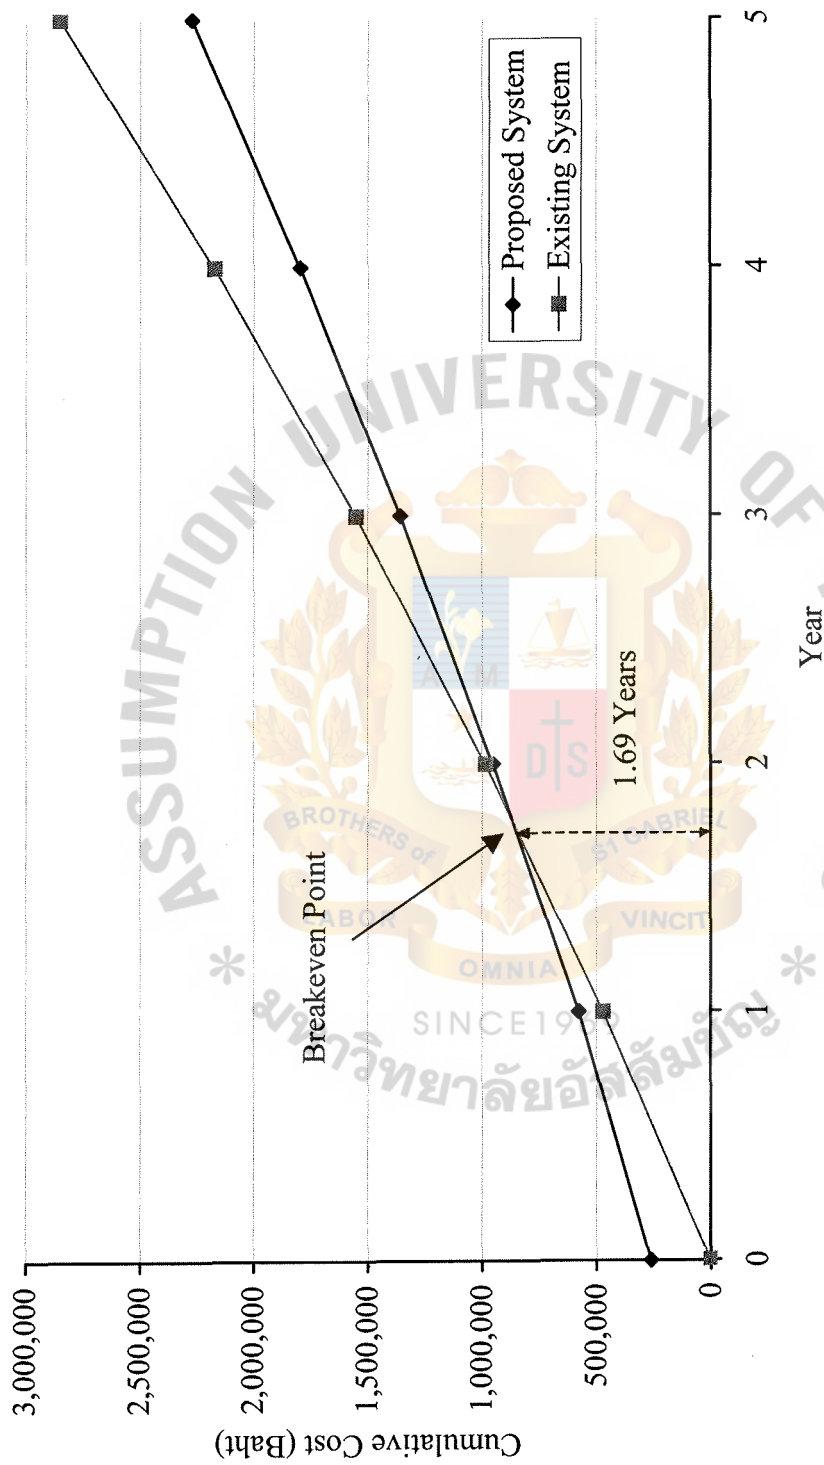 Cumulative Cost (Baht)
3,000,000
2,500,000
2,000,000
1,500,000
1,000,000
500,000
0
0
1
2
3
4
5
Year
Breakeven Point
1.69 Years
Proposed System
Existing System
ASSUMPTION UNIVERSITY OF
A M
D S
BROTHERS of
S1 GABRIEL
LABOR
VINCIT
OMNIA
SINCE1969
* มหาวิทยาลัยอัสสัมชัญ *